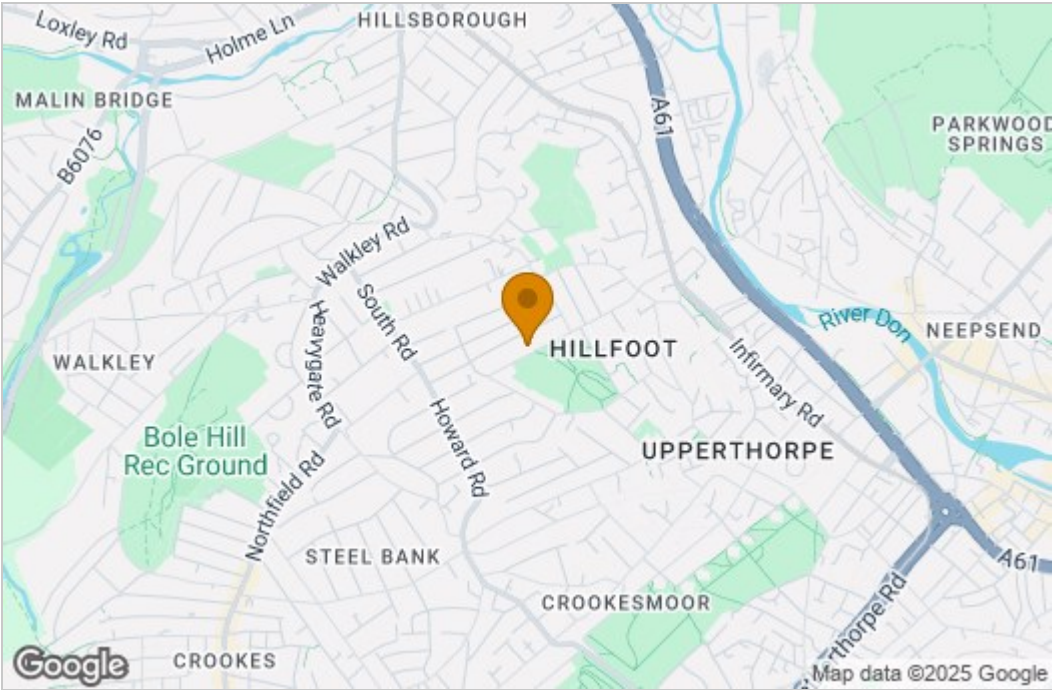 HILLSBOROUGH
Loxley Rd
Holme Ln
MALIN BRIDGE
A61
B6076
PARKWOOD
SPRINGS
Walkley Rd
South Rd
Heavygate Rd
River Don
NEEPSEND
HILLFOOT
WALKLEY
Infirmary Rd
Howard Rd
Bole Hill
Rec Ground
UPPERTHORPE
Northfield Rd
STEEL BANK
A61
CROOKESMOOR
rthorpe Rd
CROOKES
Google
Map data ©2025 Google